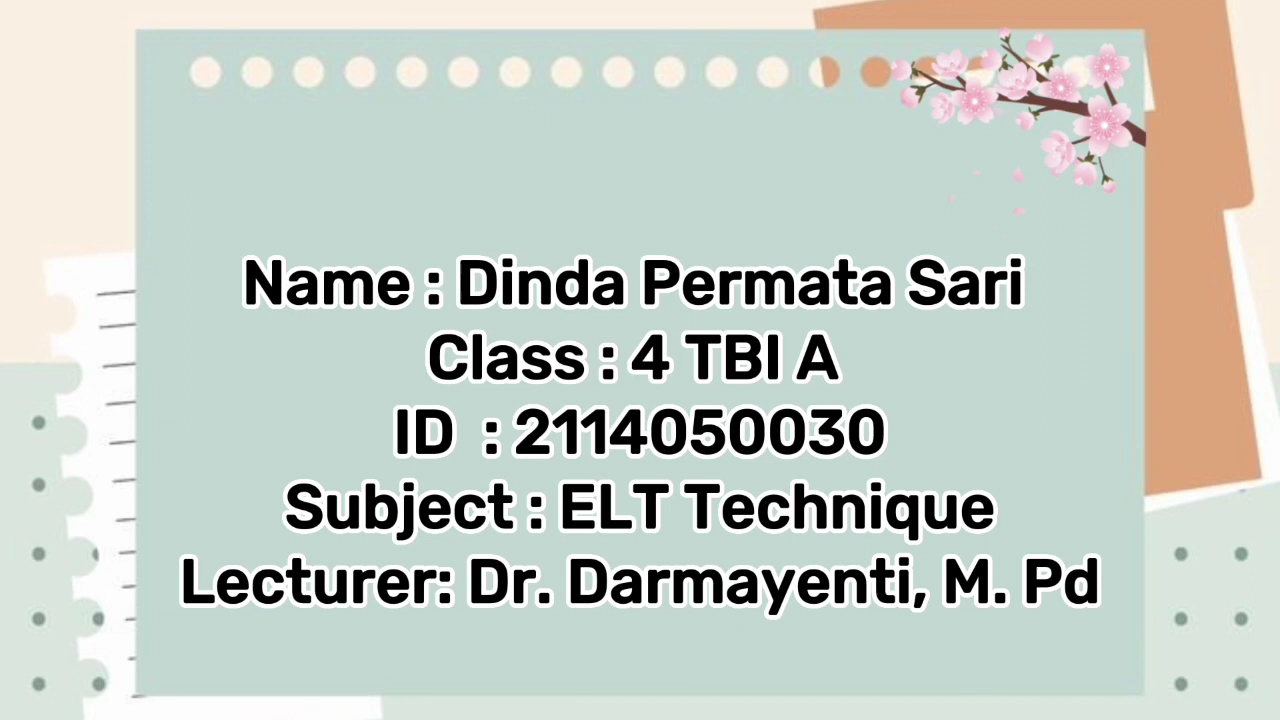 Name : Dinda Permata Sari
Class : 4 TBI A
ID  : 2114050030
Subject : ELT Technique
Lecturer: Dr. Darmayenti, M. Pd